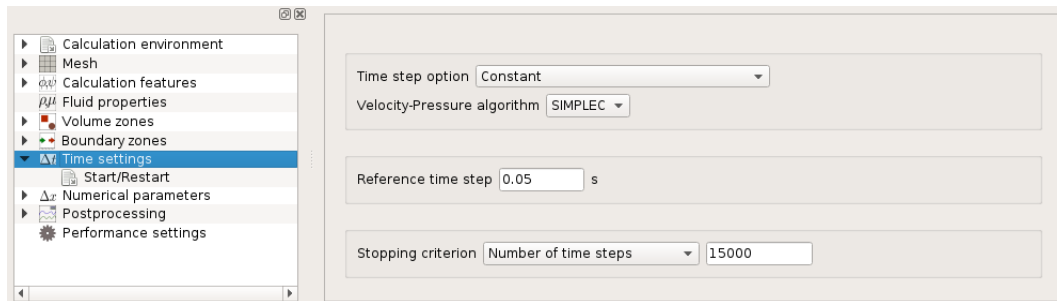 Calculation environment
Mesh
Calculation features
Fluid properties
Volume zones
Boundary zones
Δt Time settings
Start/Restart
Δx Numerical parameters
Postprocessing
Performance settings
Time step option Constant
Velocity-Pressure algorithm SIMPLEC
Reference time step 0.05 s
Stopping criterion Number of time steps 15000